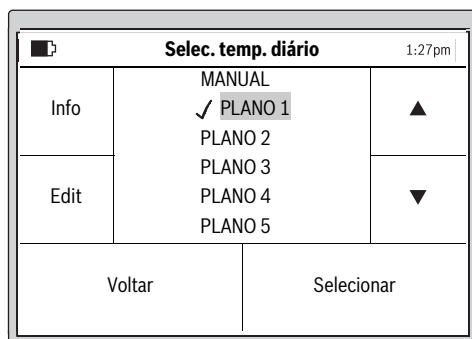 Selec. temp. diário 1:27pm
MANUAL
Info ✓ PLANO 1 ▲
PLANO 2
PLANO 3
Edit PLANO 4 ▼
PLANO 5
Voltar Selecionar